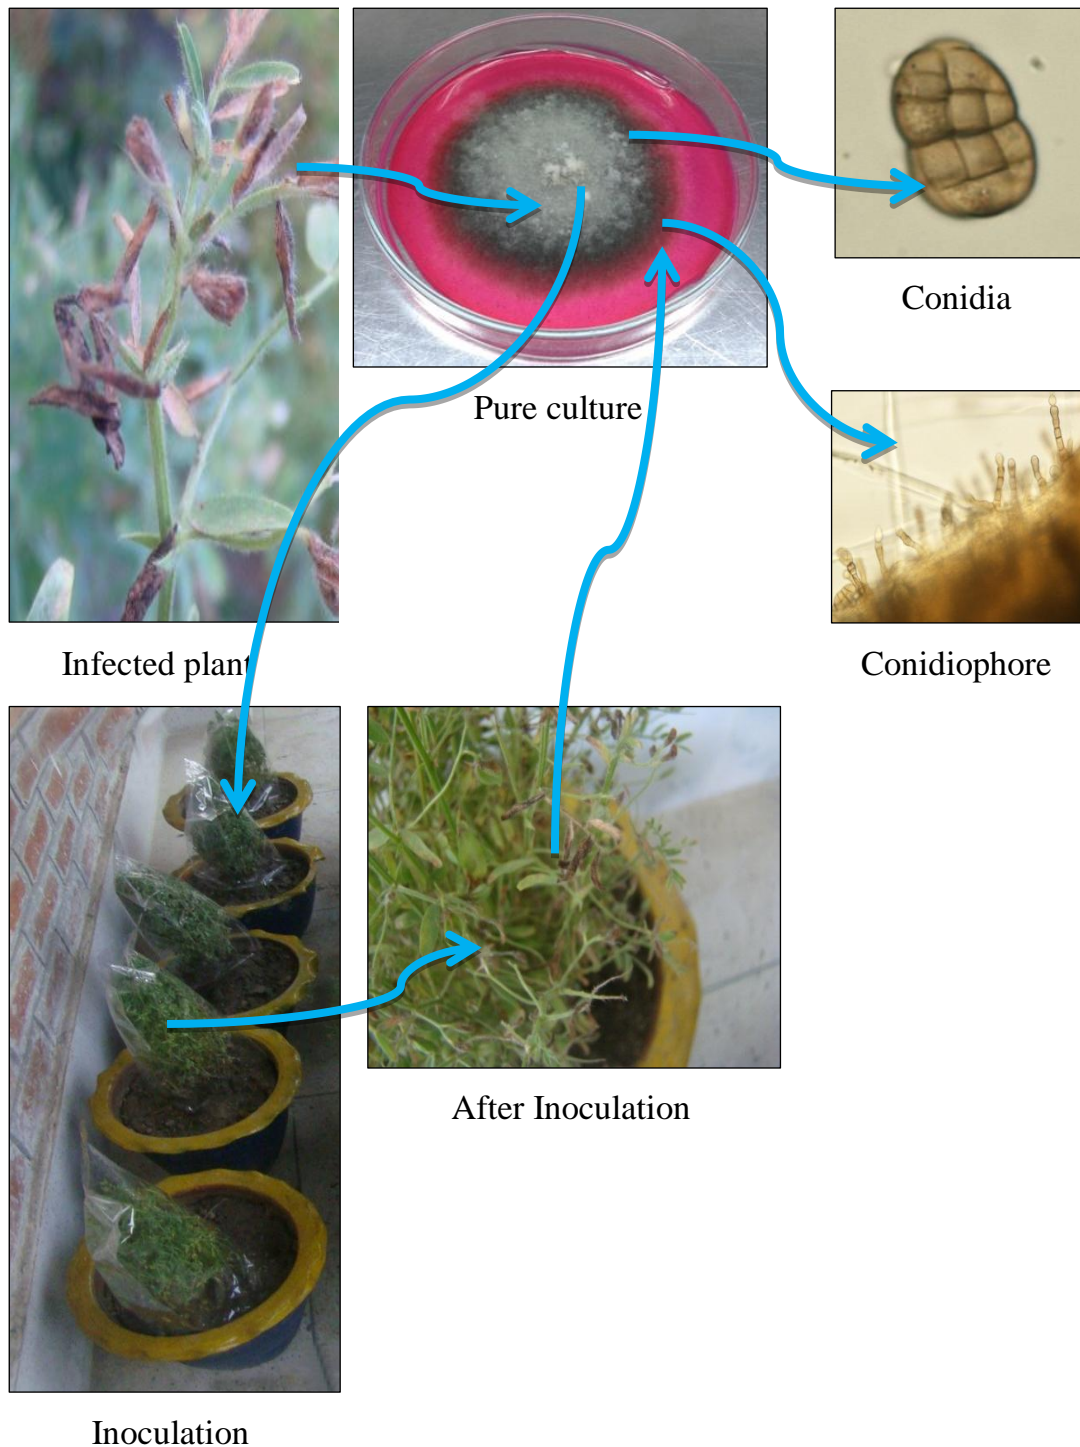 Conidia
Pure culture
Infected plant
Conidiophore
After Inoculation
Inoculation